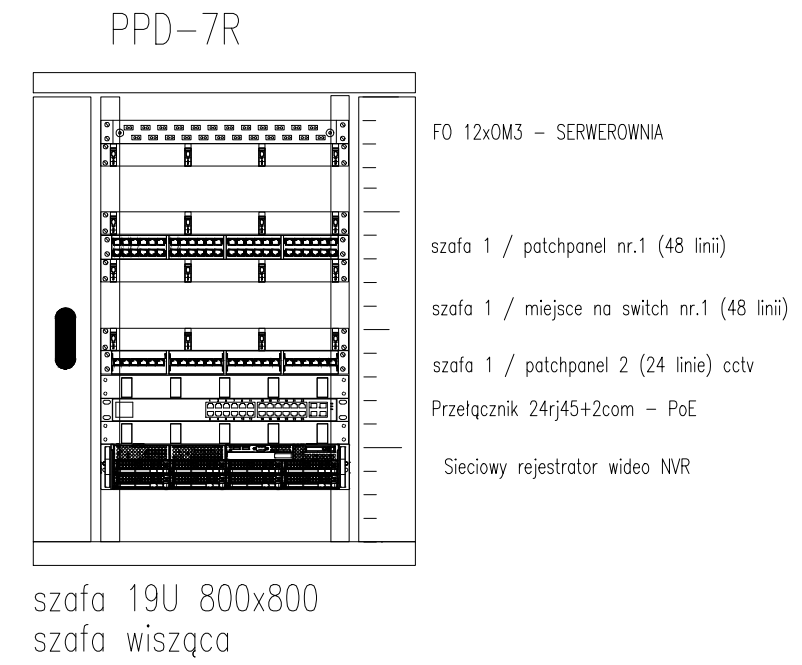 PPD-7R
FO 12xOM3 - SERWEROWNIA
szafa 1 / patchpanel nr.1 (48 linii)
szafa 1 / miejsce na switch nr.1 (48 linii)
szafa 1 / patchpanel 2 (24 linie) cctv
Przełącznik 24rj45+2com - PoE
Sieciowy rejestrator wideo NVR
szafa 19U 800x800
szafa wisząca